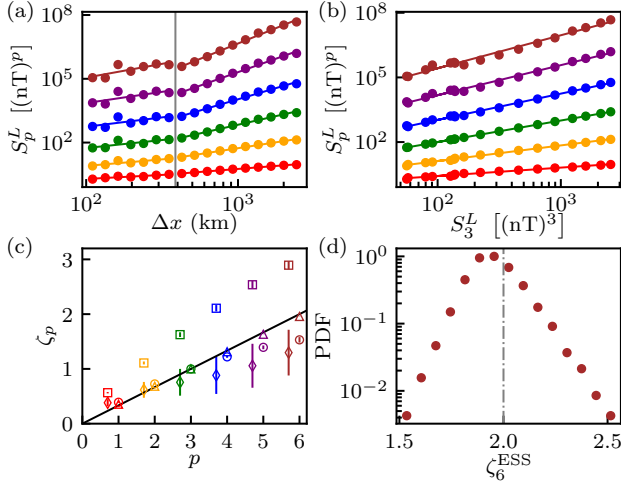 (a)
S_p^L [(nT)^p]
10^8
10^5
10^2
10^2
10^3
Δx (km)
(b)
S_p^L [(nT)^p]
10^8
10^5
10^2
10^2
10^3
S_3^L [(nT)^3]
(c)
ζ_p
3
2
1
0
0 1 2 3 4 5 6
p
(d)
PDF
10^0
10^{-1}
10^{-2}
1.5 2.0 2.5
ζ_6^{ESS}